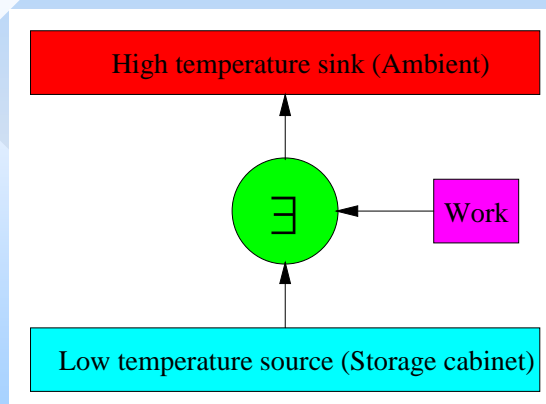 High temperature sink (Ambient)
Ǝ
Work
Low temperature source (Storage cabinet)